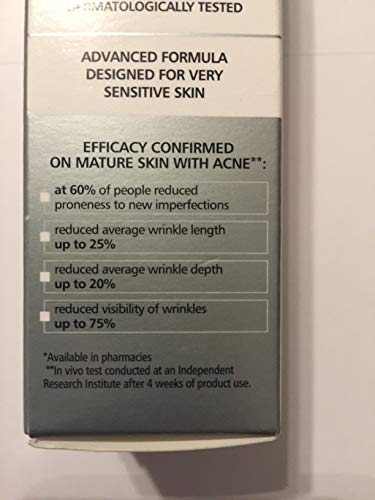 DERMATOLOGICALLY TESTED
ADVANCED FORMULA
DESIGNED FOR VERY
SENSITIVE SKIN
EFFICACY CONFIRMED
ON MATURE SKIN WITH ACNE**:
at 60% of people reduced
proneness to new imperfections
reduced average wrinkle length
up to 25%
reduced average wrinkle depth
up to 20%
reduced visibility of wrinkles
up to 75%
*Available in pharmacies
**In vivo test conducted at an Independent
Research Institute after 4 weeks of product use.